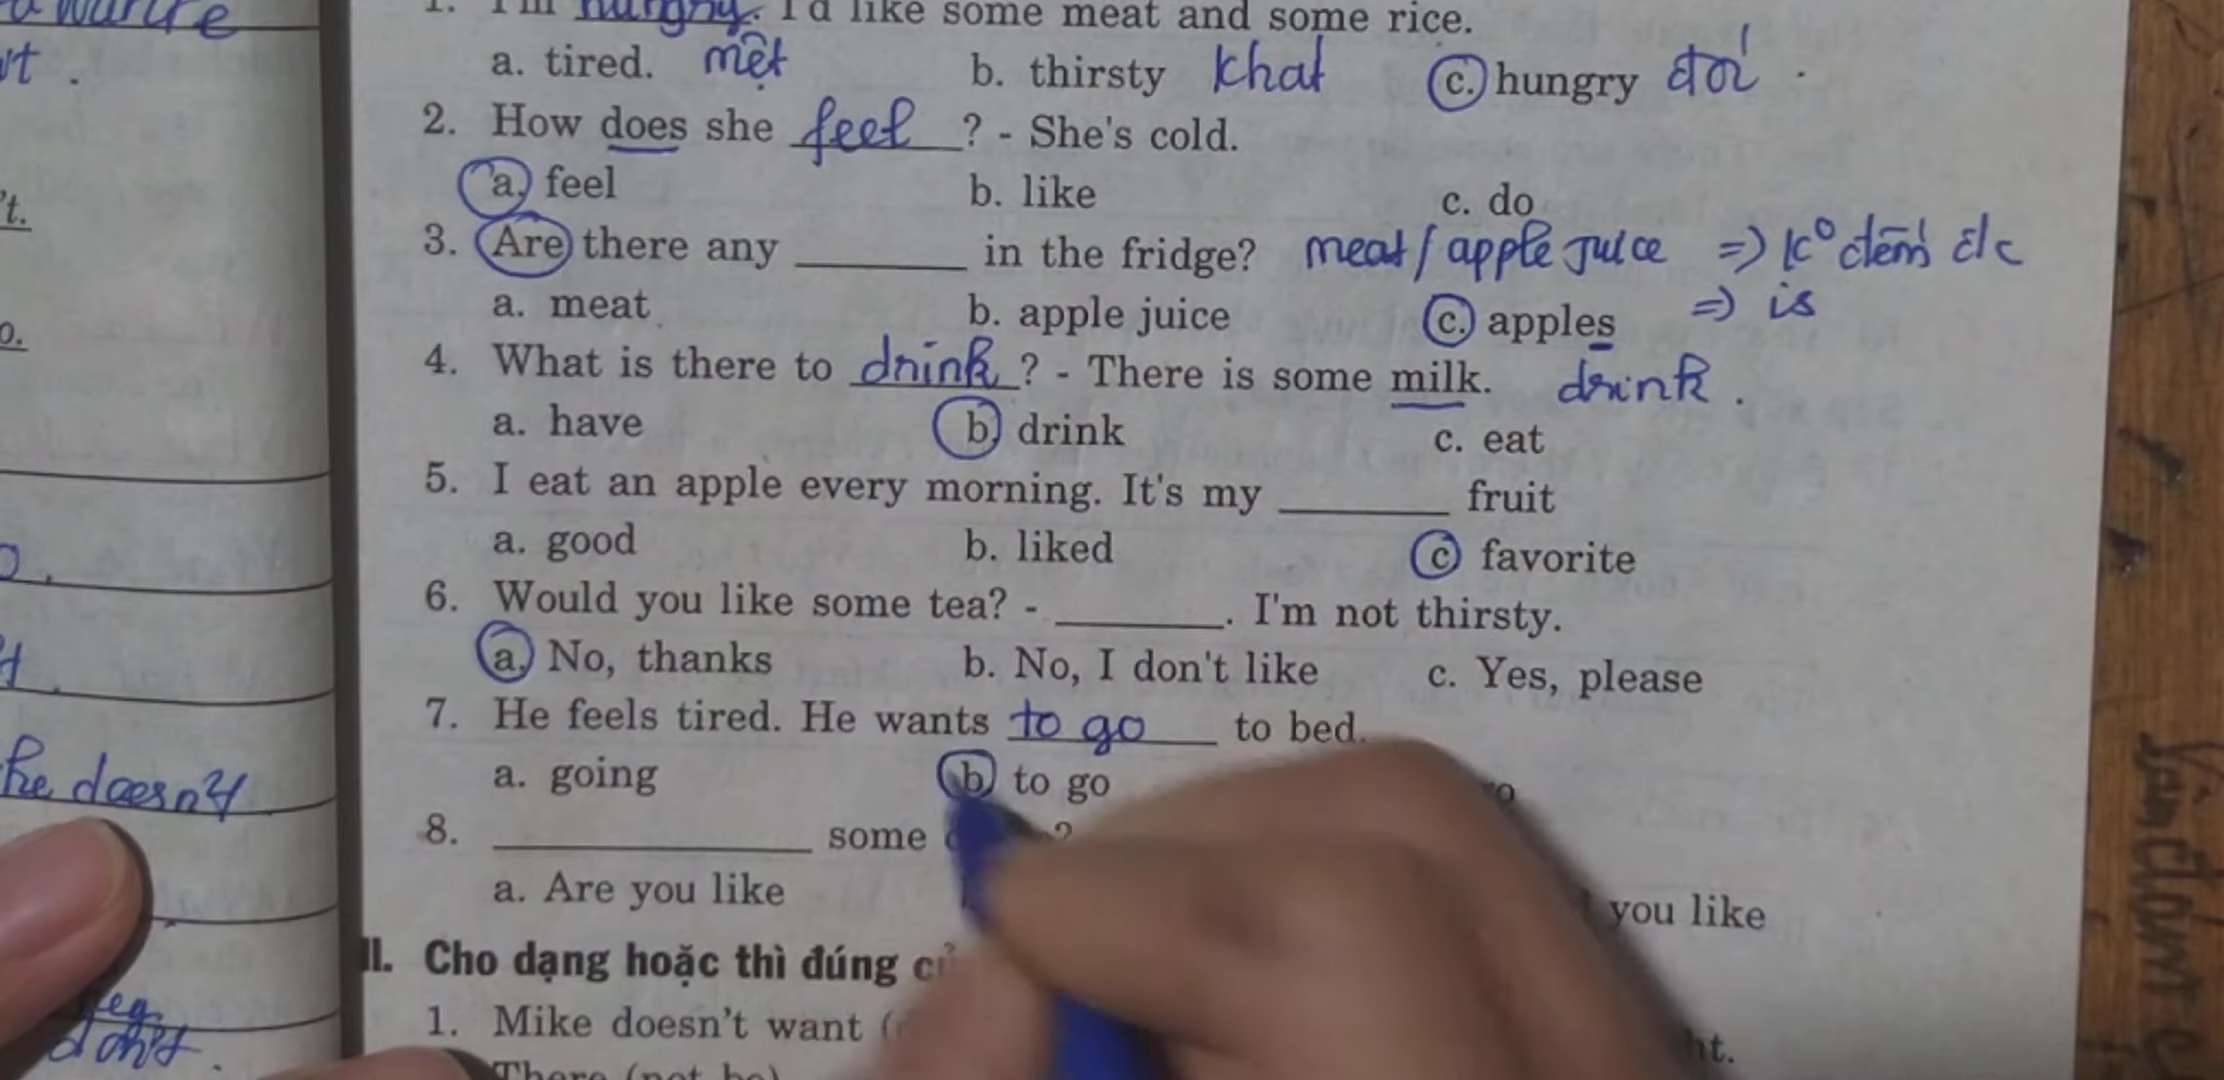 1. I'm hungry. I'd like some meat and some rice.
a. tired. mệt b. thirsty khát c. hungry đói.
2. How does she feel ? - She's cold.
a. feel b. like c. do
't.
3. Are there any ______ in the fridge? meat / apple juice => k° đếm đc
a. meat b. apple juice c. apples => is
4. What is there to drink ? - There is some milk. drink.
a. have b. drink c. eat
5. I eat an apple every morning. It's my ______ fruit
a. good b. liked c favorite
6. Would you like some tea? - ______. I'm not thirsty.
a. No, thanks b. No, I don't like c. Yes, please
7. He feels tired. He wants to go to bed.
he doesn't
a. going b. to go
8. ______ some
a. Are you like you like
II. Cho dạng hoặc thì đúng
1. Mike doesn't want (
There (not be)